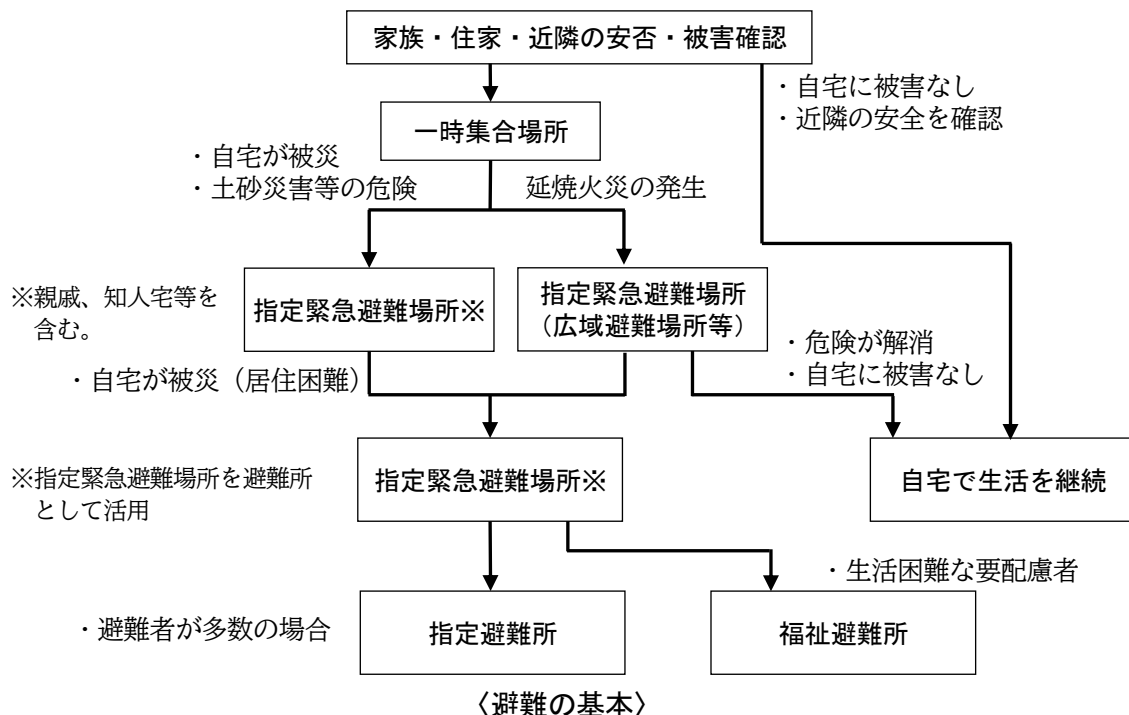 家族・住家・近隣の安否・被害確認
・自宅に被害なし
・近隣の安全を確認
一時集合場所
・自宅が被災
・土砂災害等の危険
延焼火災の発生
※親戚、知人宅等を
含む。
指定緊急避難場所※
指定緊急避難場所
（広域避難場所等）
・危険が解消
・自宅に被害なし
・自宅が被災（居住困難）
※指定緊急避難場所を避難所
として活用
指定緊急避難場所※
自宅で生活を継続
・生活困難な要配慮者
・避難者が多数の場合
指定避難所
福祉避難所
〈避難の基本〉